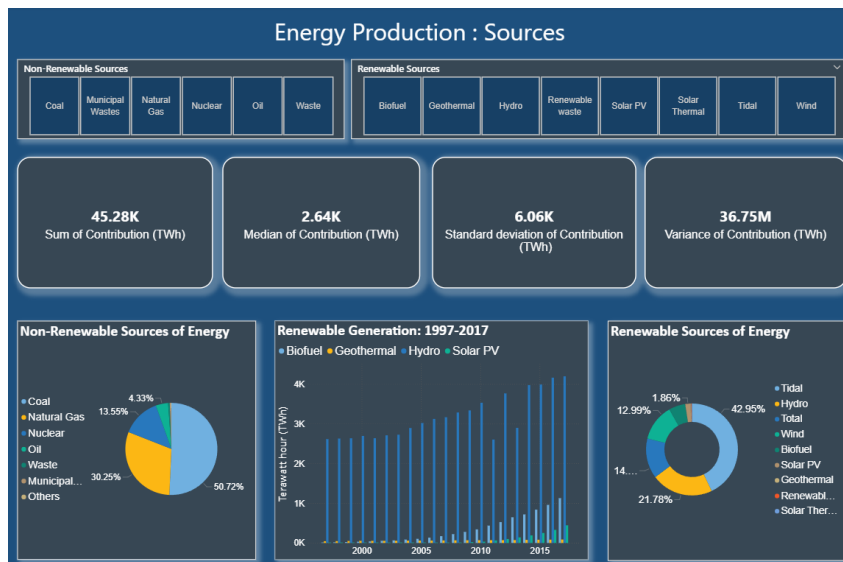 Energy Production : Sources
Non-Renewable Sources
Coal
Municipal
Wastes
Natural
Gas
Nuclear
Oil
Waste
Renewable Sources
Biofuel
Geothermal
Hydro
Renewable
waste
Solar PV
Solar
Thermal
Tidal
Wind
45.28K
Sum of Contribution (TWh)
2.64K
Median of Contribution (TWh)
6.06K
Standard deviation of Contribution
(TWh)
36.75M
Variance of Contribution (TWh)
Non-Renewable Sources of Energy
Coal
Natural Gas
Nuclear
Oil
Waste
Municipal...
Others
4.33%
13.55%
30.25%
50.72%
Renewable Generation: 1997-2017
Biofuel Geothermal Hydro Solar PV
Terawatt hour (TWh)
4K
3K
2K
1K
0K
2000 2005 2010 2015
Renewable Sources of Energy
1.86%
12.99%
42.95%
14....
21.78%
Tidal
Hydro
Total
Wind
Biofuel
Solar PV
Geothermal
Renewabl...
Solar Ther...